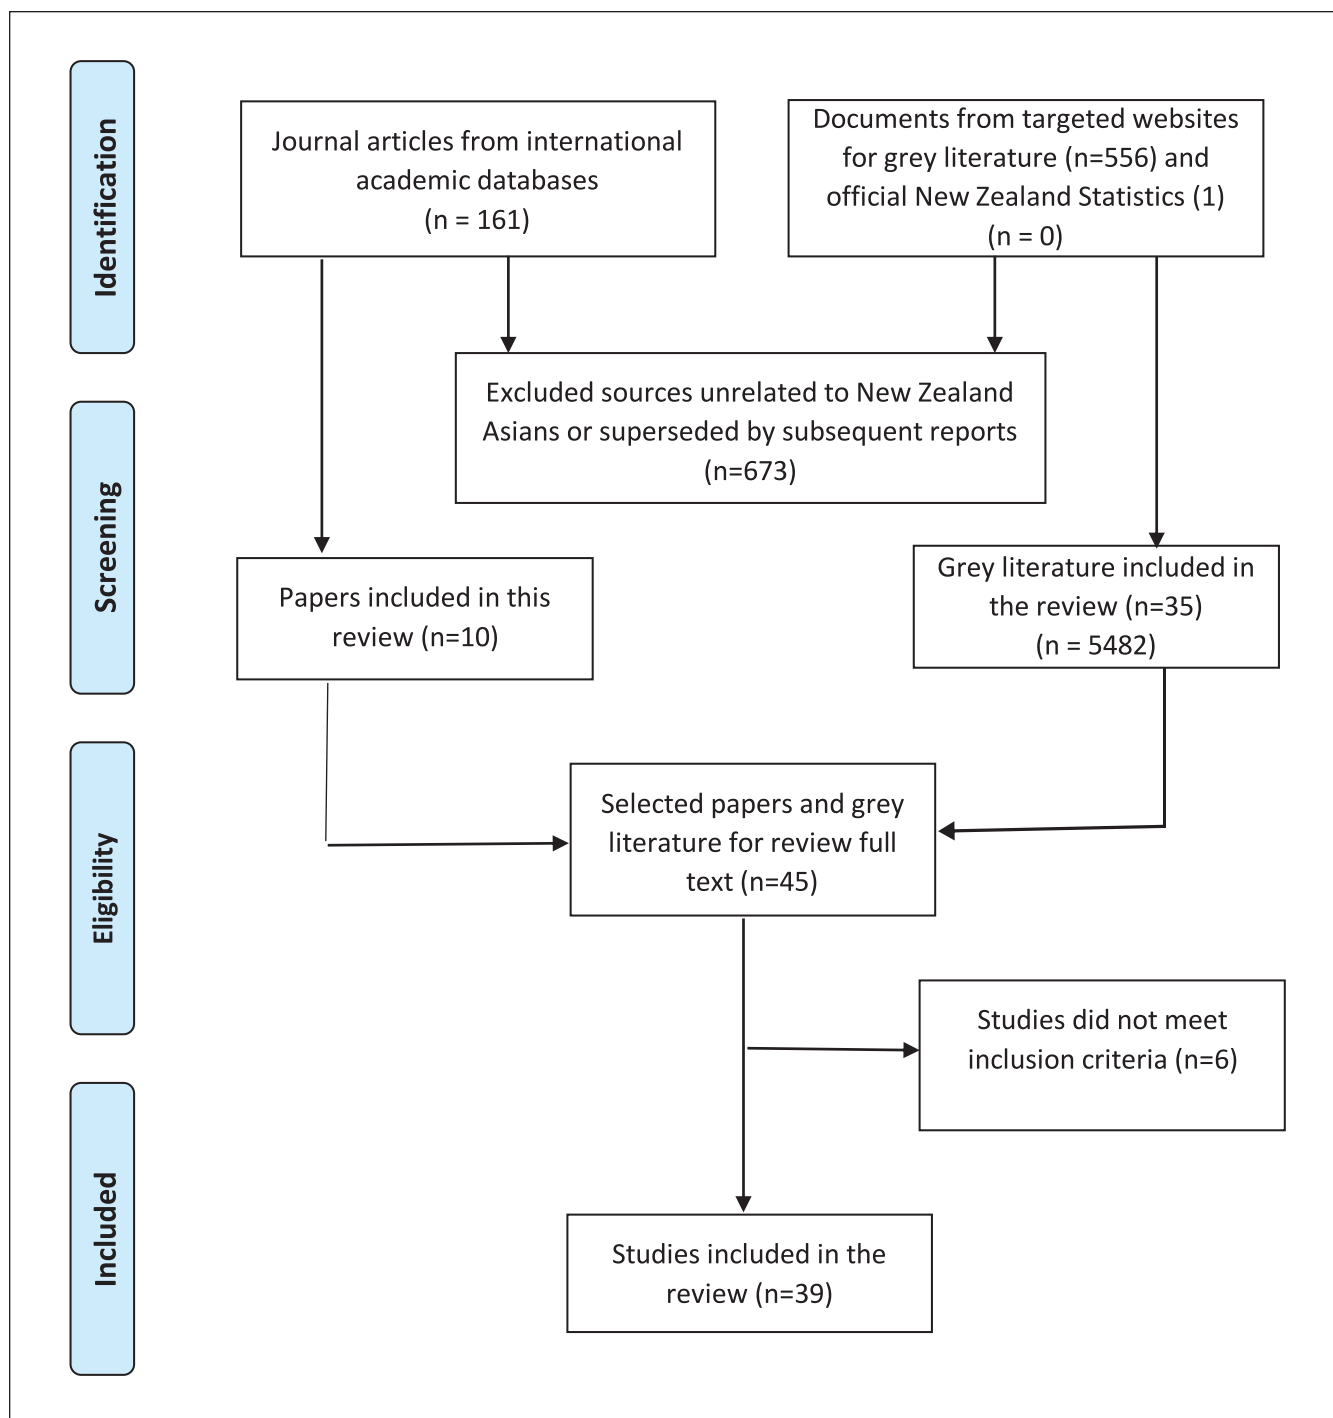 Identification
Journal articles from international
academic databases
(n = 161)
Documents from targeted websites
for grey literature (n=556) and
official New Zealand Statistics (1)
(n = 0)
Excluded sources unrelated to New Zealand
Asians or superseded by subsequent reports
(n=673)
Screening
Papers included in this
review (n=10)
Grey literature included in
the review (n=35)
(n = 5482)
Eligibility
Selected papers and grey
literature for review full
text (n=45)
Studies did not meet
inclusion criteria (n=6)
Included
Studies included in the
review (n=39)